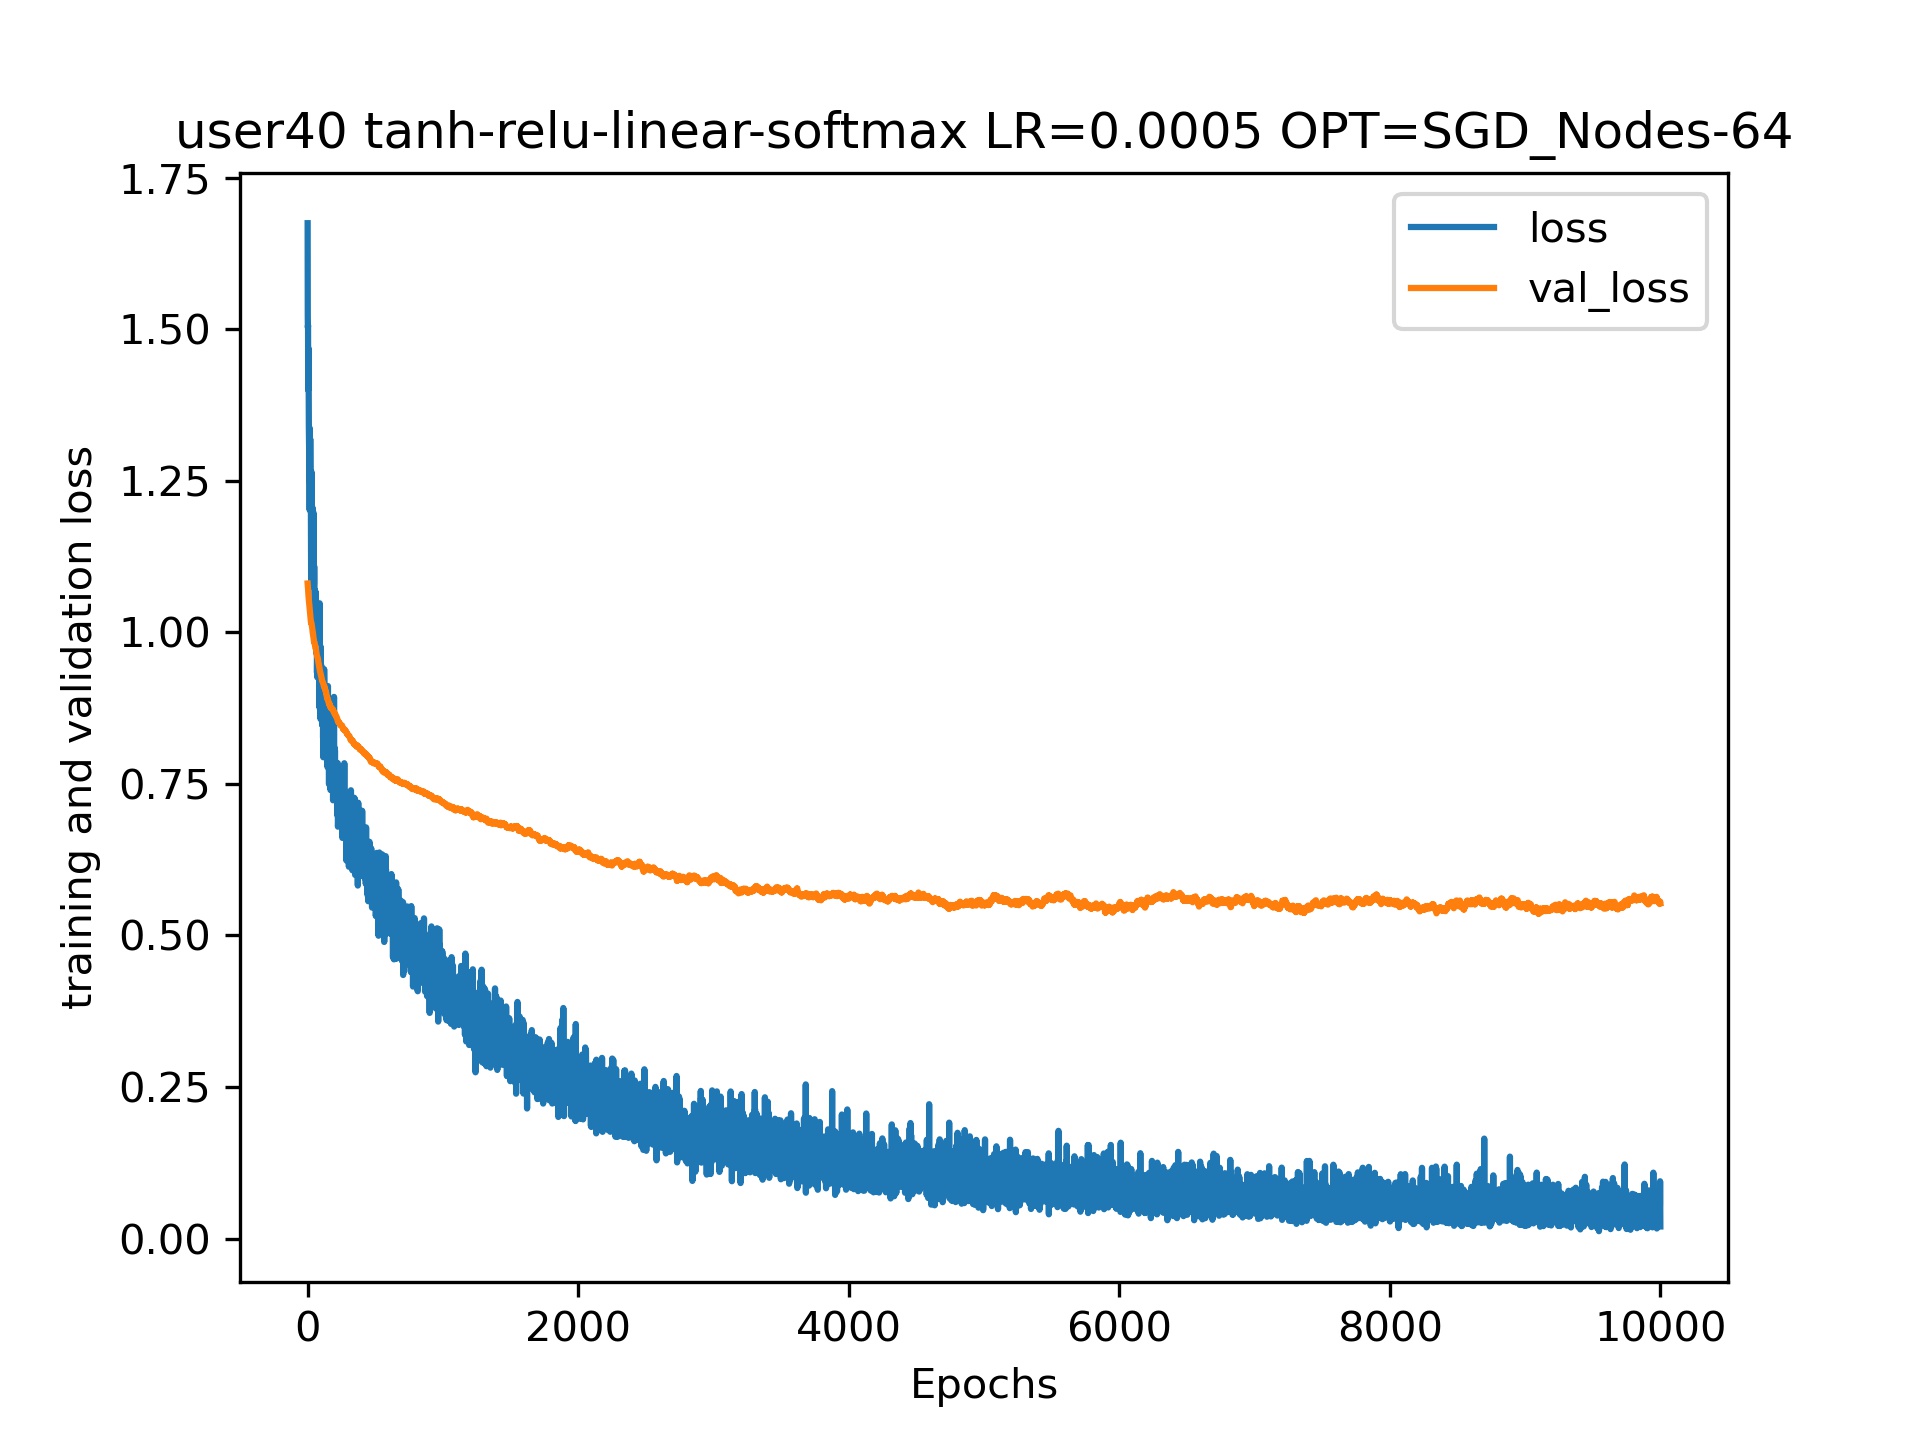 user40 tanh-relu-linear-softmax LR=0.0005 OPT=SGD_Nodes-64
loss
val_loss
training and validation loss
1.75
1.50
1.25
1.00
0.75
0.50
0.25
0.00
0 2000 4000 6000 8000 10000
Epochs